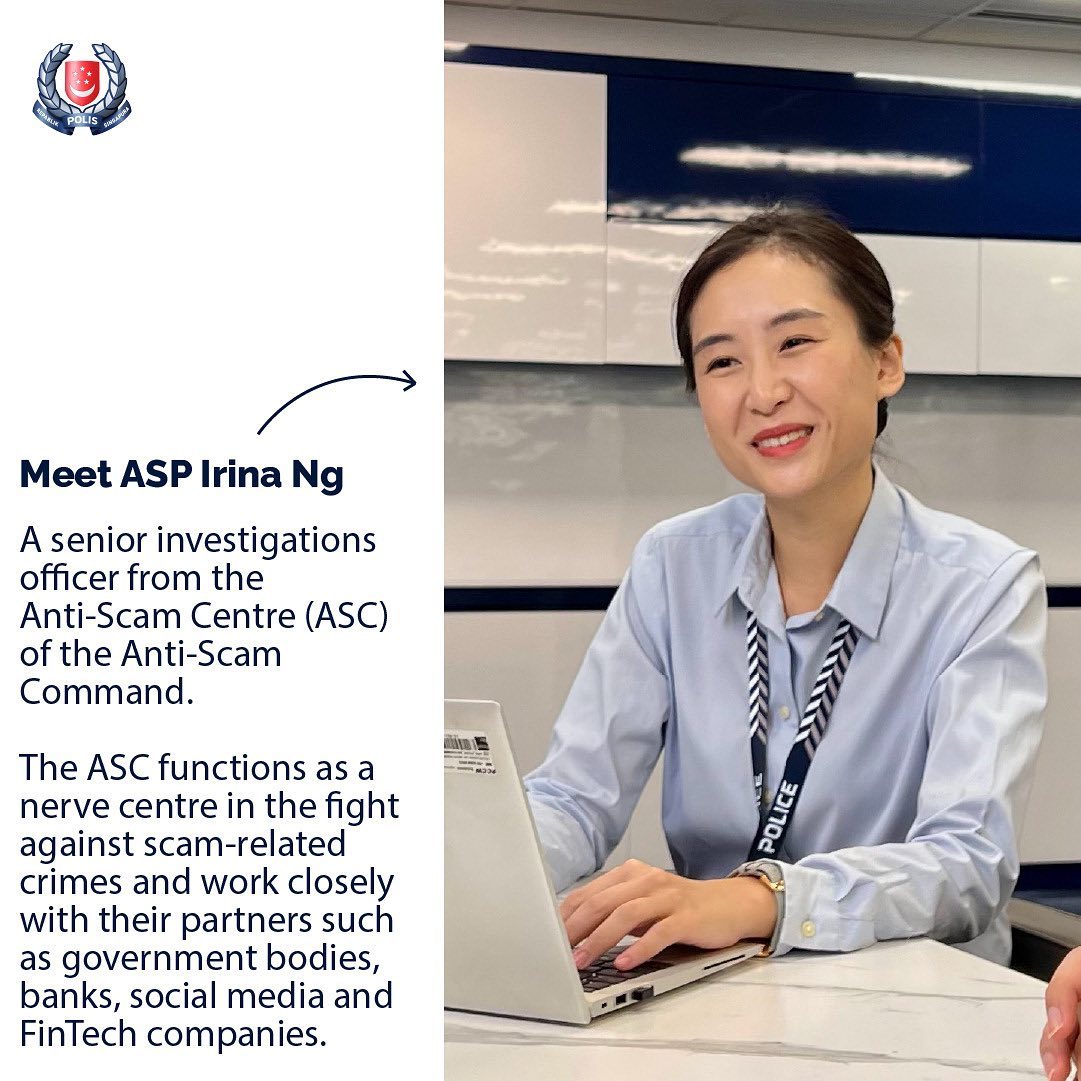 REPUBLIK POLIS SINGAPURA
Meet ASP Irina Ng
A senior investigations
officer from the
Anti-Scam Centre (ASC)
of the Anti-Scam
Command.
The ASC functions as a
nerve centre in the fight
against scam-related
crimes and work closely
with their partners such
as government bodies,
banks, social media and
FinTech companies.
POLICE